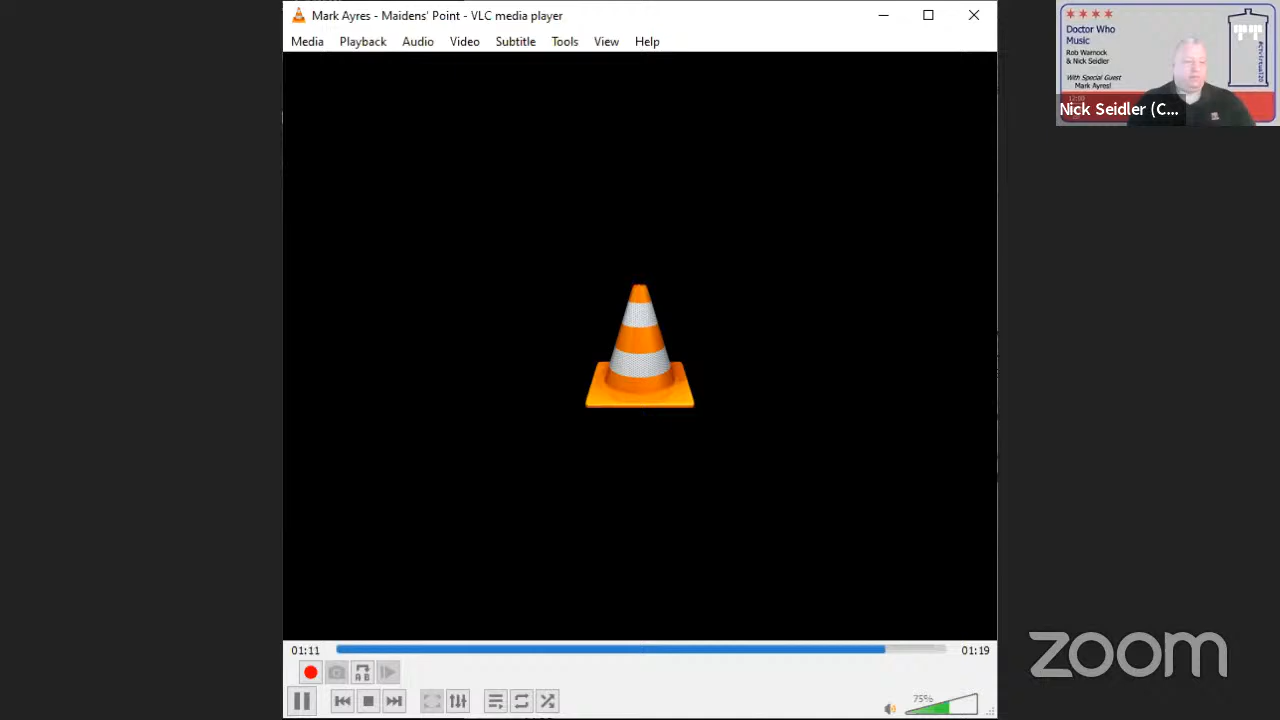 Mark Ayres - Maidens' Point - VLC media player
Media Playback Audio Video Subtitle Tools View Help
Doctor Who
Music
Rob Warnock
& Nick Seidler
With Special Guest
Mark Ayres!
Nick Seidler (C...
01:11
01:19
A B
75%
zoom